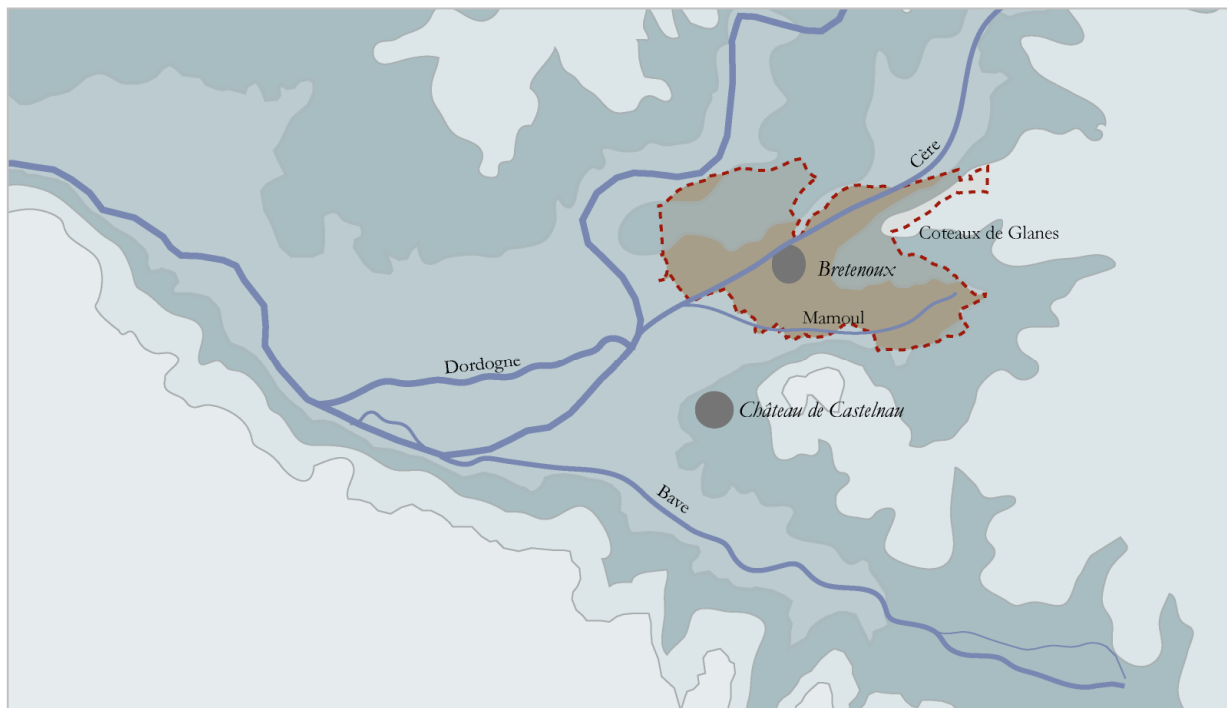 Cère
Coteaux de Glanes
Bretenoux
Mamoul
Dordogne
Château de Castelnau
Bave